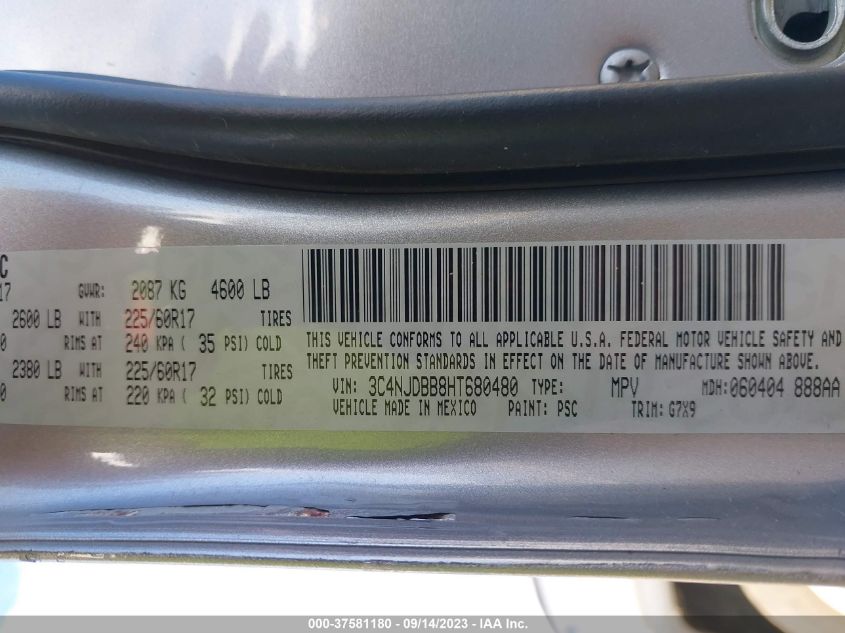 C
17 GVWR: 2087 KG 4600 LB
2600 LB WITH 225/60R17 TIRES
0 RIMS AT 240 KPA ( 35 PSI) COLD
2380 LB WITH 225/60R17 TIRES
0 RIMS AT 220 KPA ( 32 PSI) COLD
THIS VEHICLE CONFORMS TO ALL APPLICABLE U.S.A. FEDERAL MOTOR VEHICLE SAFETY AND
THEFT PREVENTION STANDARDS IN EFFECT ON THE DATE OF MANUFACTURE SHOWN ABOVE.
VIN: 3C4NJDBB8HT680480 TYPE: MPV MDH: 060404 888AA
VEHICLE MADE IN MEXICO PAINT: PSC TRIM: G7X9
000-37581180 - 09/14/2023 - IAA Inc.